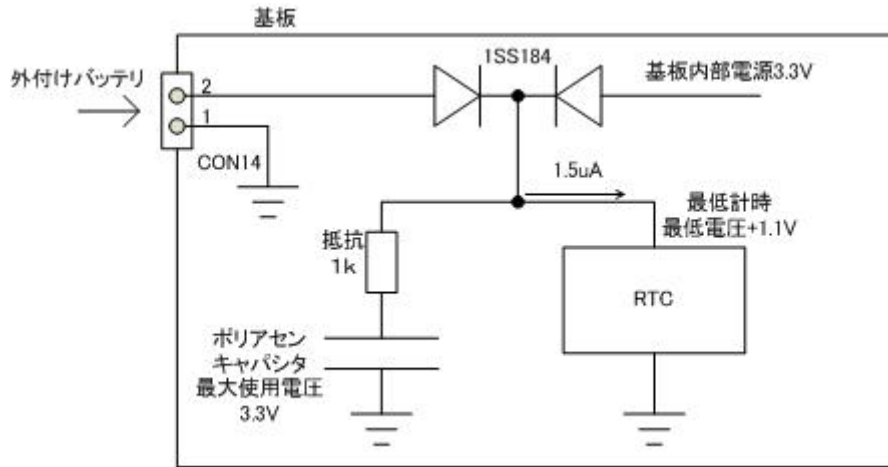 基板
1SS184
外付けバッテリ
基板内部電源3.3V
2
1
CON14
1.5uA
最低計時
最低電圧+1.1V
抵抗
1k
RTC
ポリアセン
キャパシタ
最大使用電圧
3.3V